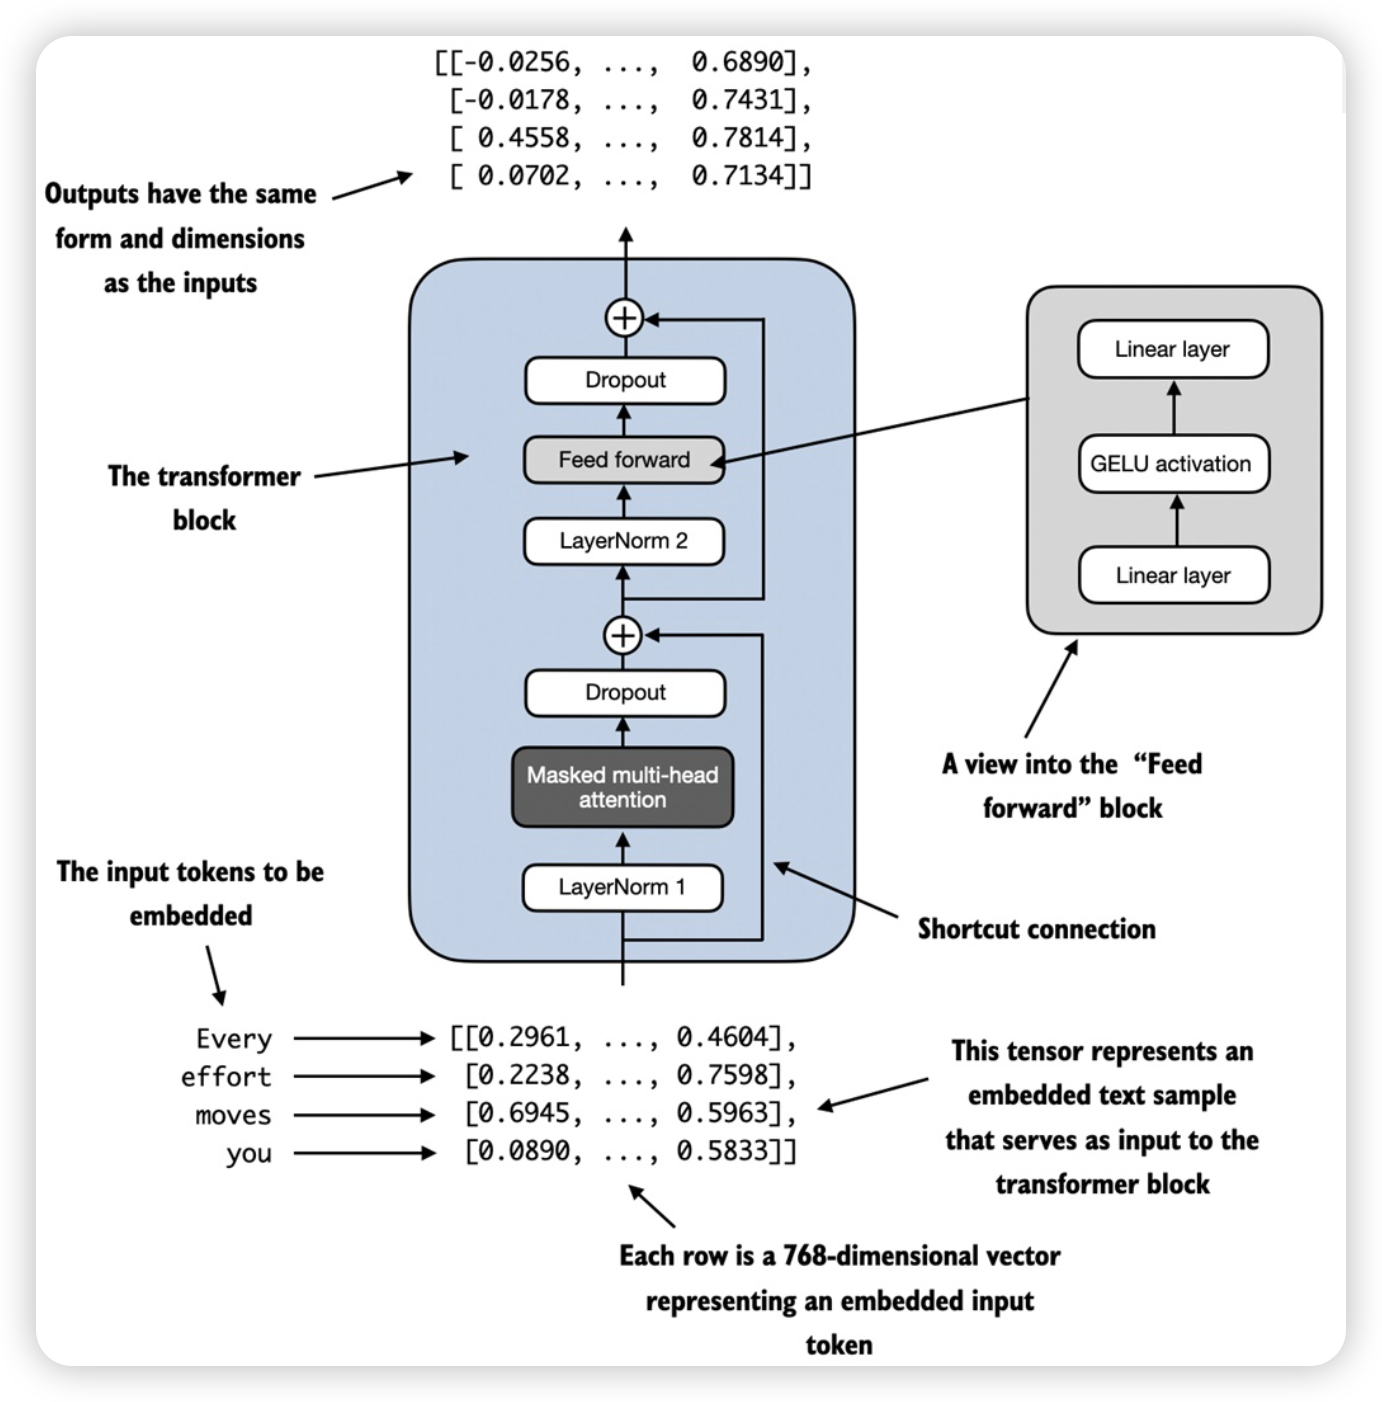 [[-0.0256, ..., 0.6890],
[-0.0178, ..., 0.7431],
[ 0.4558, ..., 0.7814],
[ 0.0702, ..., 0.7134]]
Outputs have the same
form and dimensions
as the inputs
Dropout
Feed forward
LayerNorm 2
Dropout
Masked multi-head
attention
LayerNorm 1
The transformer
block
Linear layer
GELU activation
Linear layer
A view into the “Feed
forward” block
Shortcut connection
The input tokens to be
embedded
Every
effort
moves
you
[[0.2961, ..., 0.4604],
[0.2238, ..., 0.7598],
[0.6945, ..., 0.5963],
[0.0890, ..., 0.5833]]
This tensor represents an
embedded text sample
that serves as input to the
transformer block
Each row is a 768-dimensional vector
representing an embedded input
token